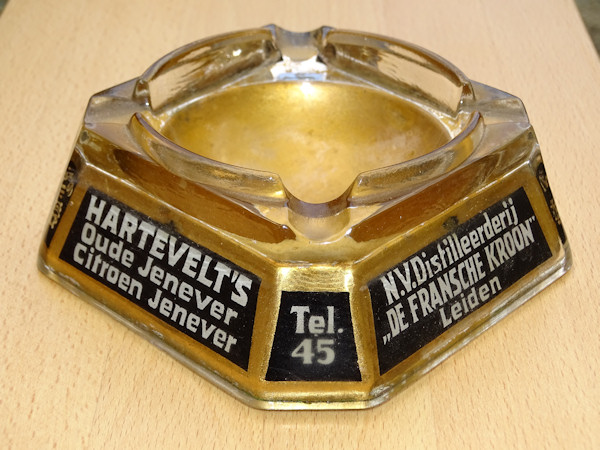 HARTEVELT'S
Oude Jenever
Citroen Jenever
Tel.
45
N.V. Distilleerderij
„DE FRANSCHE KROON"
Leiden